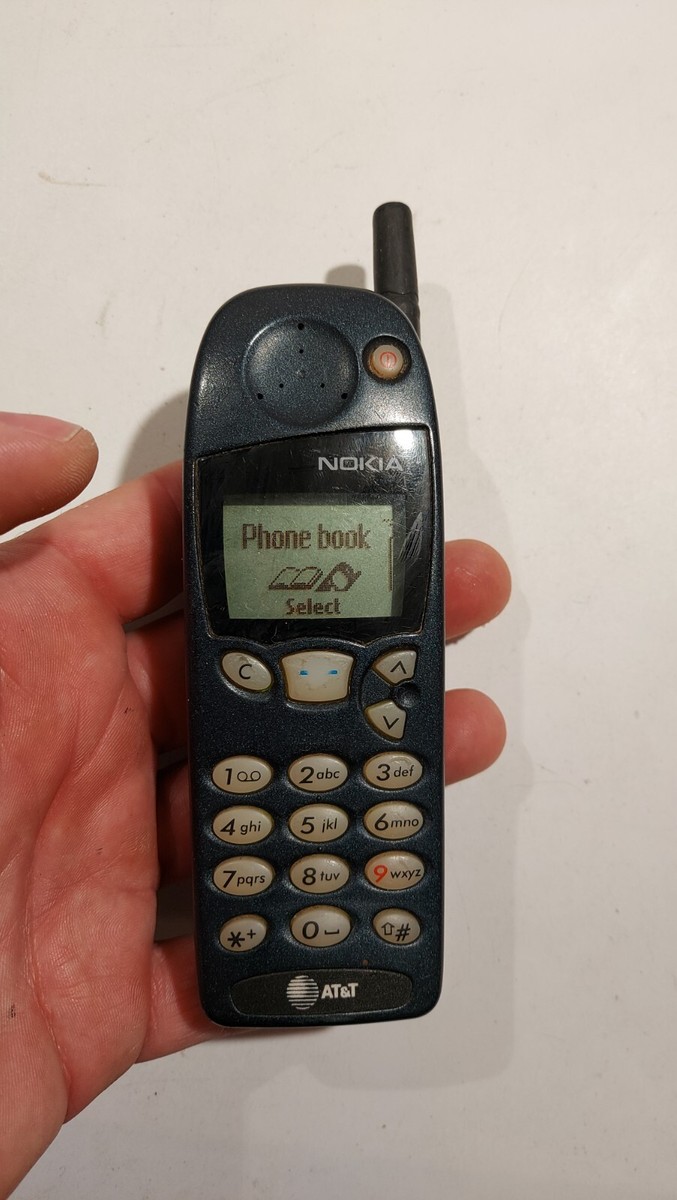 NOKIA
Phone book
Select
C
1 2abc 3def
4ghi 5jkl 6mno
7pqrs 8tuv 9wxyz
*+ 0 #
AT&T